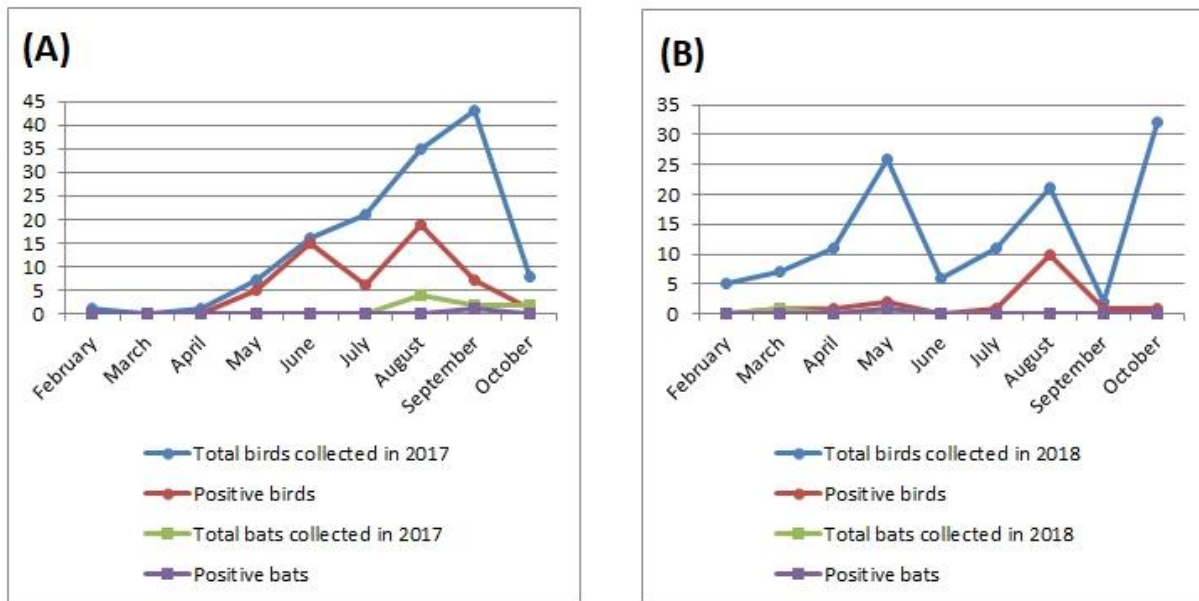 (A)
45
40
35
30
25
20
15
10
5
0
February
March
April
May
June
July
August
September
October
Total birds collected in 2017
Positive birds
Total bats collected in 2017
Positive bats
(B)
35
30
25
20
15
10
5
0
February
March
April
May
June
July
August
September
October
Total birds collected in 2018
Positive birds
Total bats collected in 2018
Positive bats